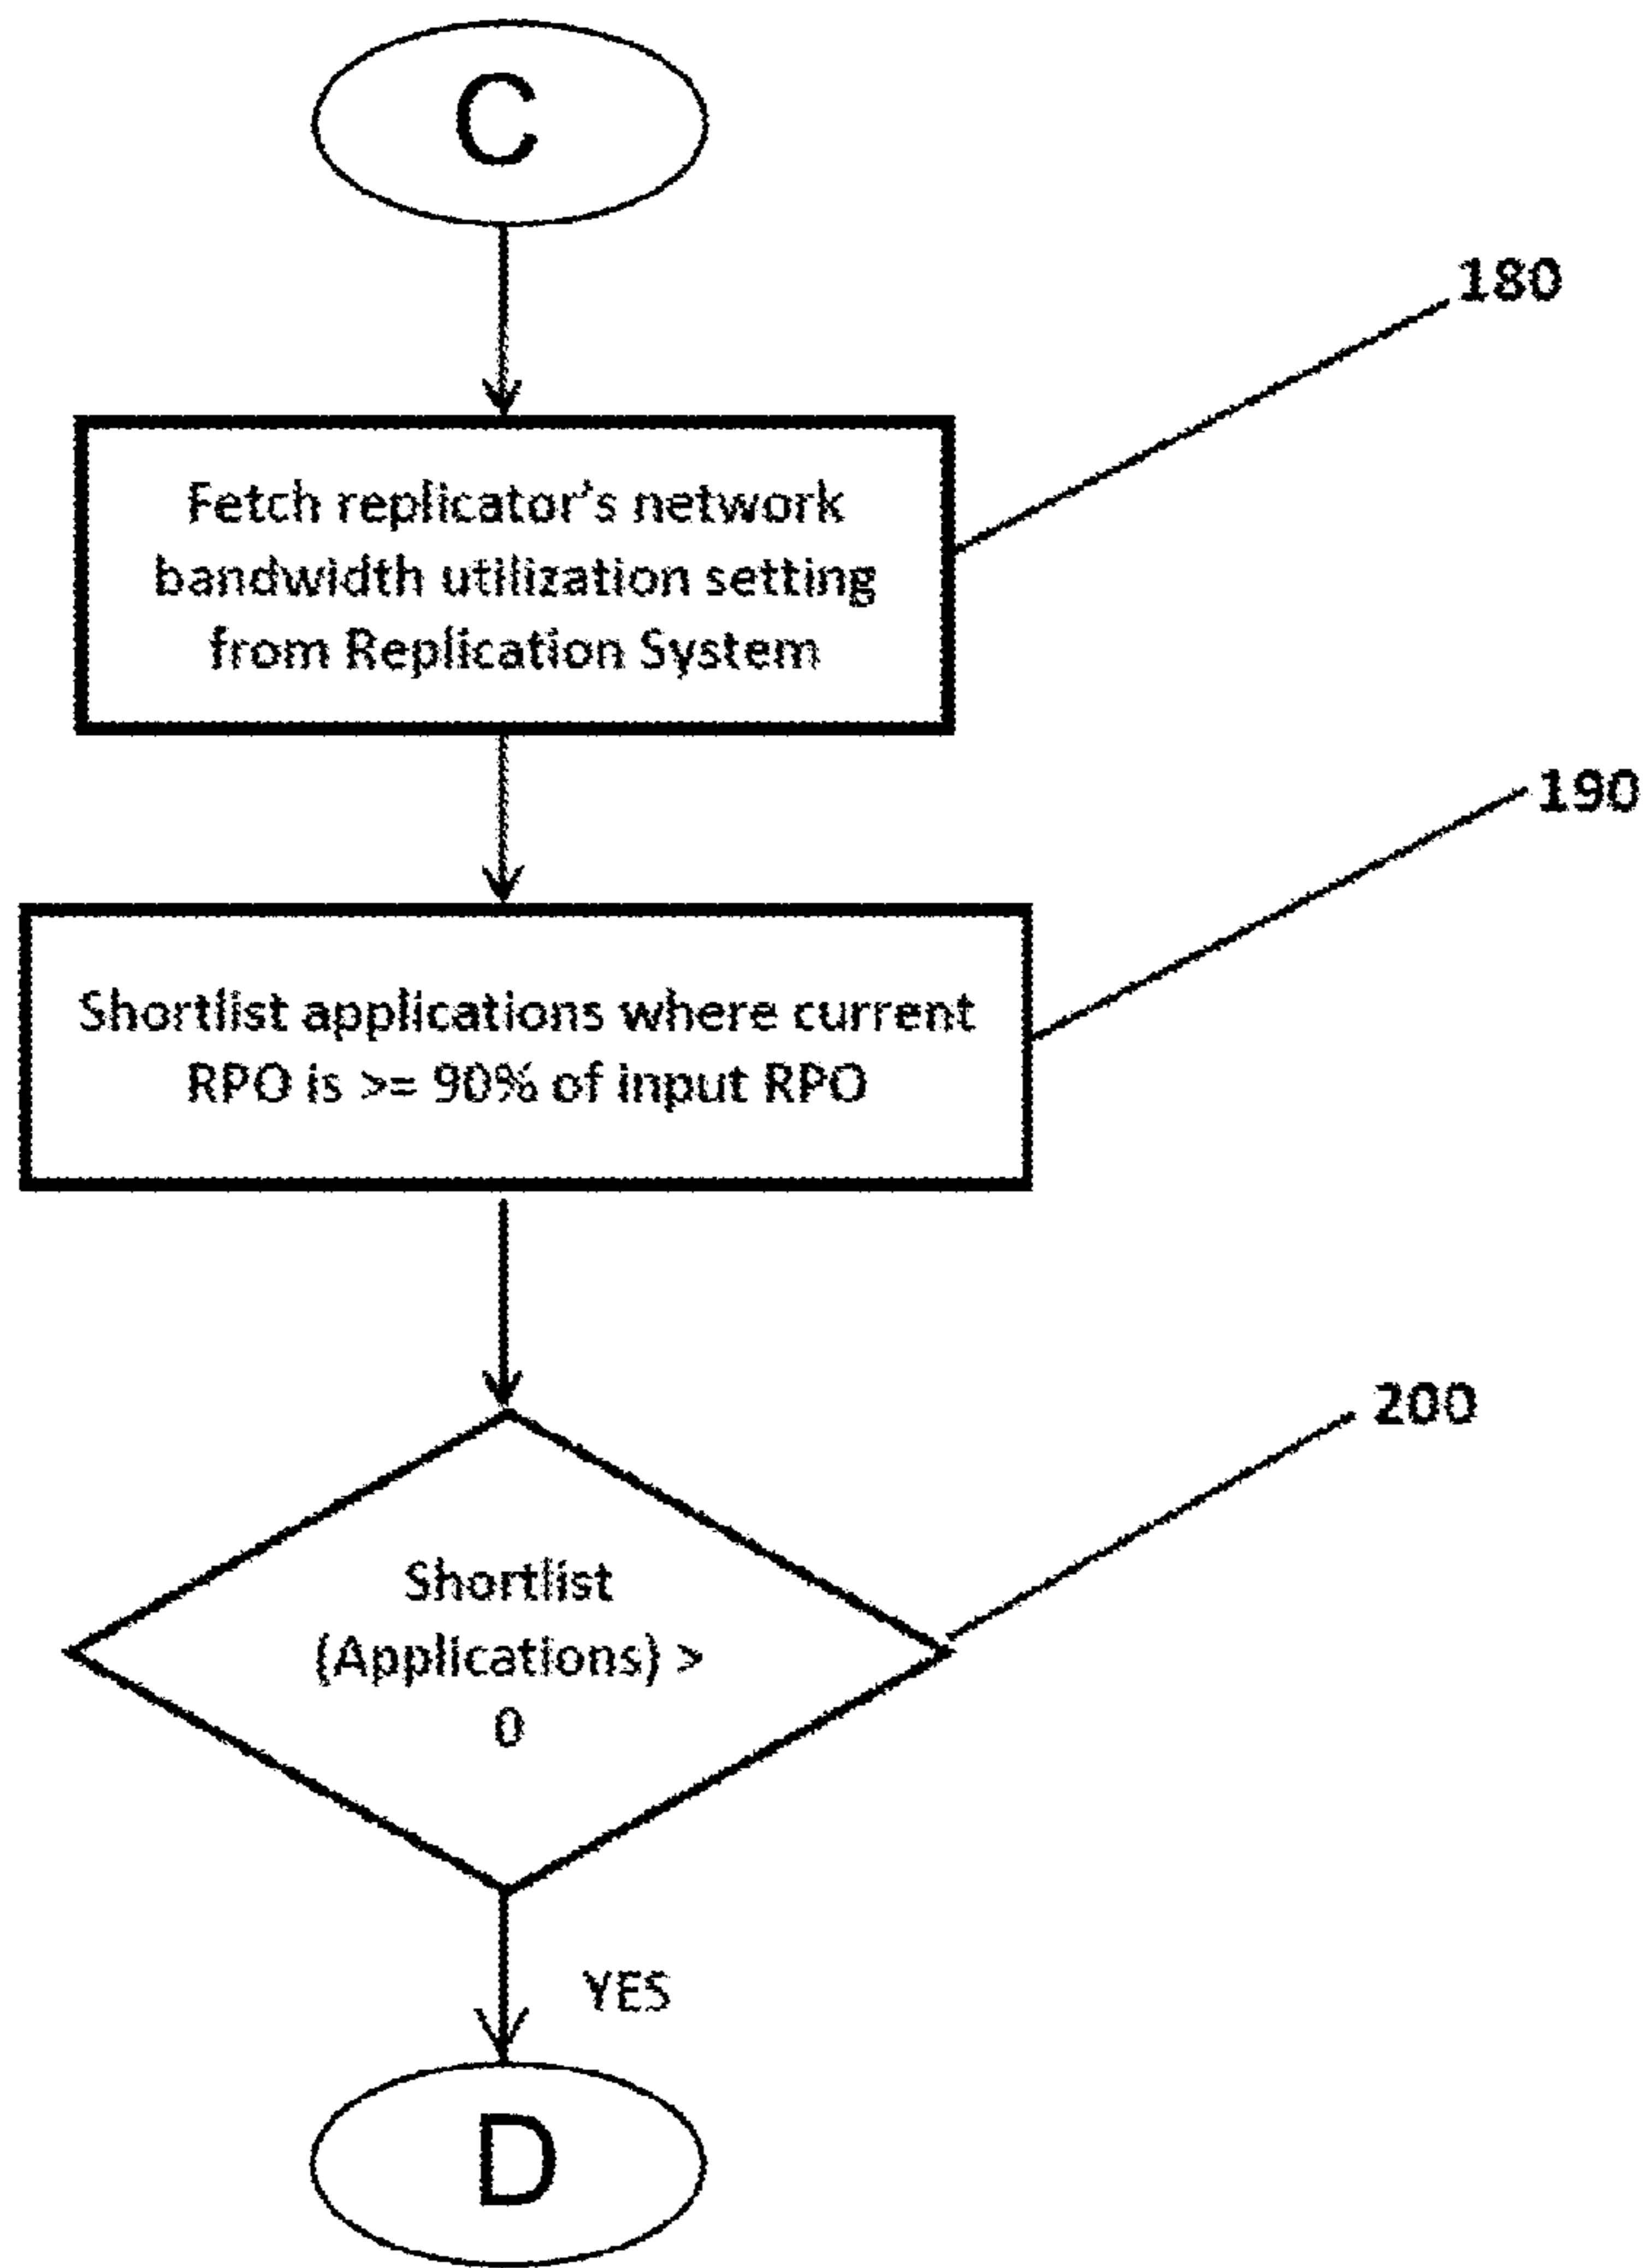 C
180
Fetch replicator's network
bandwidth utilization setting
from Replication System
190
Shortlist applications where current
RPO is >= 90% of input RPO
200
Shortlist
(Applications) >
0
YES
D